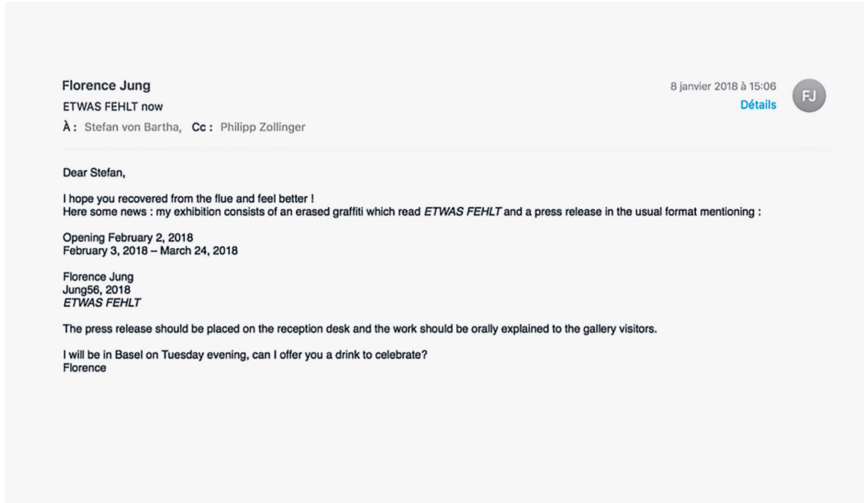 Florence Jung
8 janvier 2018 à 15:06
FJ
ETWAS FEHLT now
Détails
À : Stefan von Bartha, Cc : Philipp Zollinger
Dear Stefan,
I hope you recovered from the flue and feel better !
Here some news : my exhibition consists of an erased graffiti which read ETWAS FEHLT and a press release in the usual format mentioning :
Opening February 2, 2018
February 3, 2018 – March 24, 2018
Florence Jung
Jung56, 2018
ETWAS FEHLT
The press release should be placed on the reception desk and the work should be orally explained to the gallery visitors.
I will be in Basel on Tuesday evening, can I offer you a drink to celebrate?
Florence